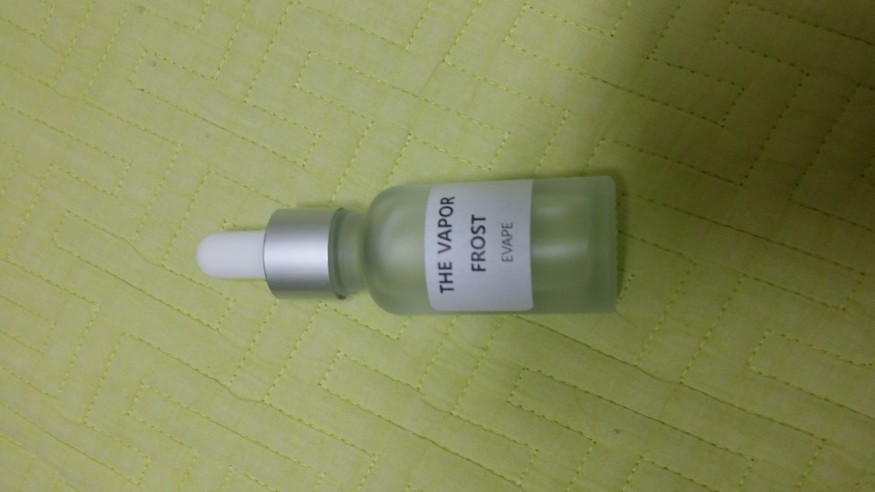 THE VAPOR
FROST
EVAPE